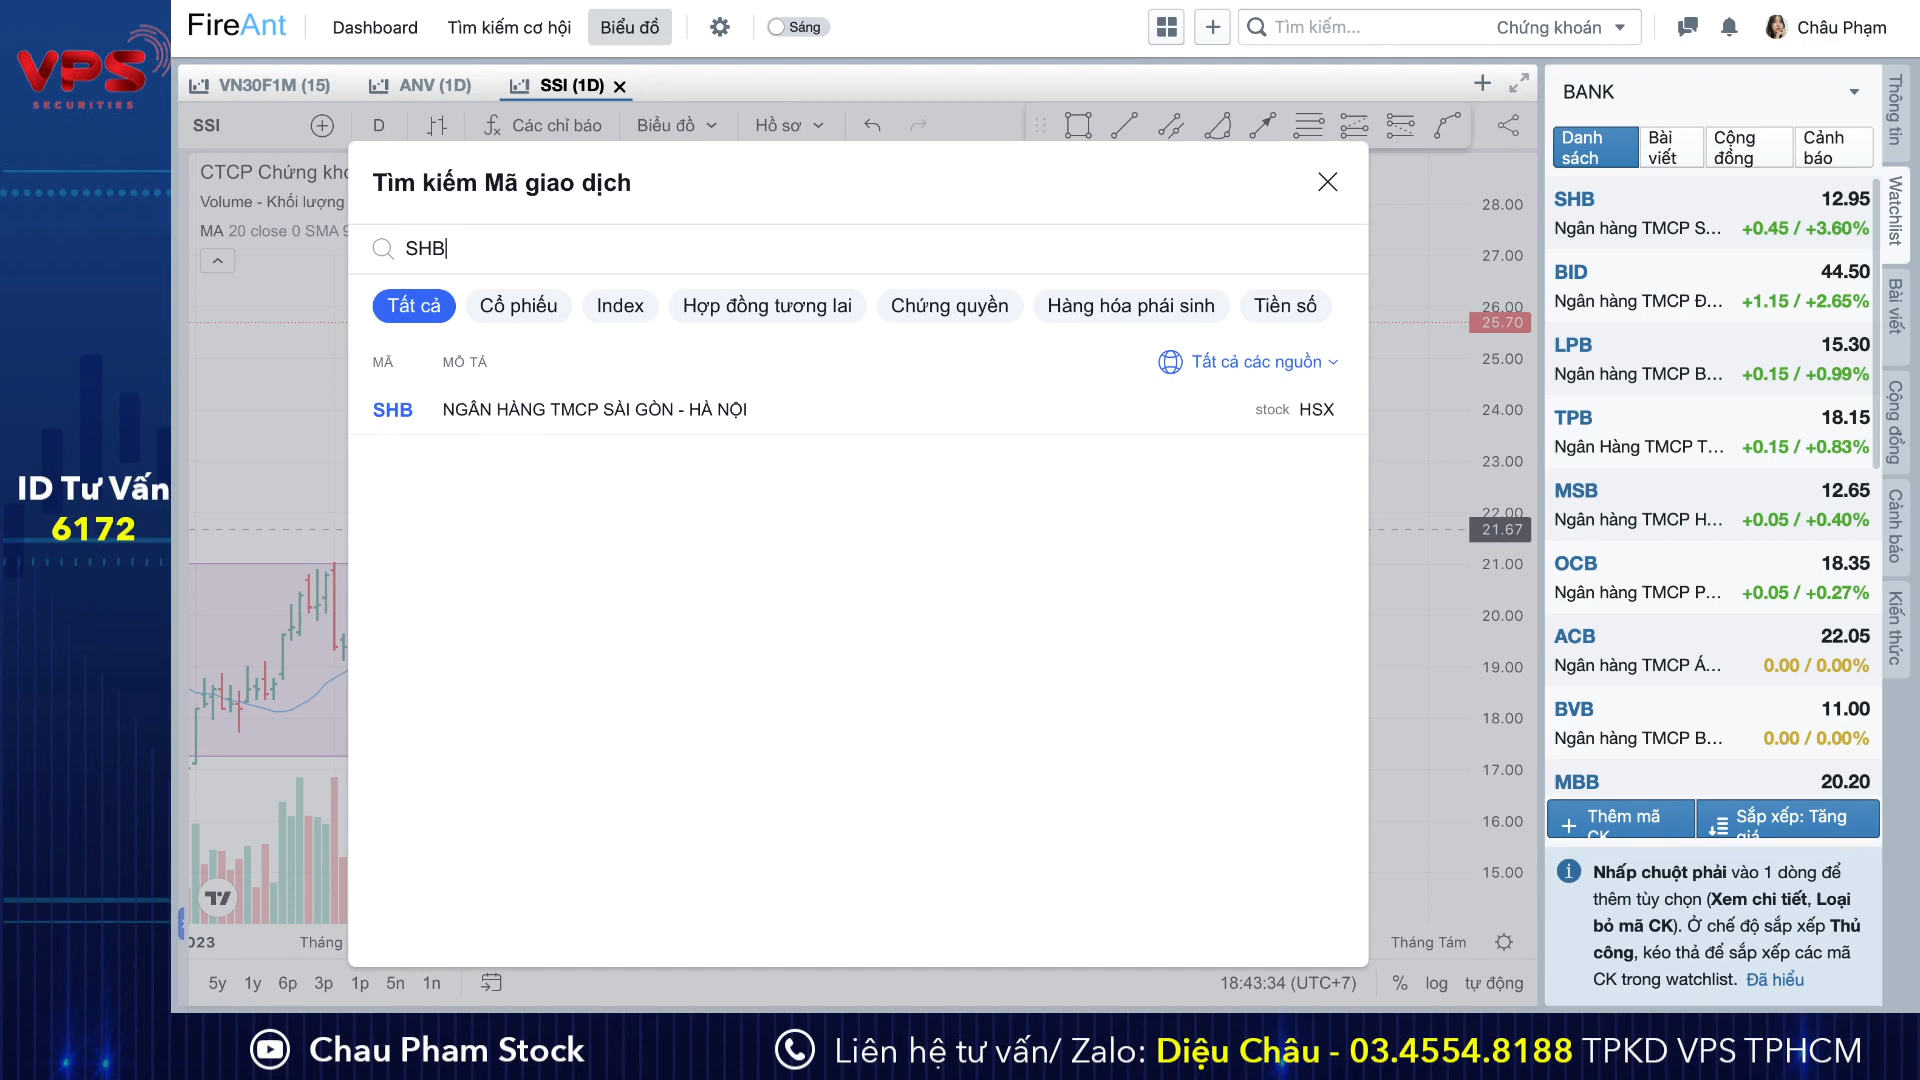 VPS
SECURITIES
ID Tư Vấn
6172
FireAnt
Dashboard
Tìm kiếm cơ hội
Biểu đồ
Sáng
Tìm kiếm...
Chứng khoán
Châu Phạm
VN30F1M (15)
ANV (1D)
SSI (1D)
SSI
D
Các chỉ báo
Biểu đồ
Hồ sơ
CTCP Chứng kho
Volume - Khối lượng
MA 20 close 0 SMA 9
Tìm kiếm Mã giao dịch
SHB
Tất cả
Cổ phiếu
Index
Hợp đồng tương lai
Chứng quyền
Hàng hóa phái sinh
Tiền số
MÃ
MÔ TẢ
Tất cả các nguồn
SHB
NGÂN HÀNG TMCP SÀI GÒN - HÀ NỘI
stock HSX
28.00
27.00
26.00
25.70
25.00
24.00
23.00
22.00
21.67
21.00
20.00
19.00
18.00
17.00
16.00
15.00
023
Tháng
Tháng Tám
5y
1y
6p
3p
1p
5n
1n
18:43:34 (UTC+7)
%
log
tự động
BANK
Danh sách
Bài viết
Cộng đồng
Cảnh báo
SHB 12.95
Ngân hàng TMCP S... +0.45 / +3.60%
BID 44.50
Ngân hàng TMCP Đ... +1.15 / +2.65%
LPB 15.30
Ngân hàng TMCP B... +0.15 / +0.99%
TPB 18.15
Ngân Hàng TMCP T... +0.15 / +0.83%
MSB 12.65
Ngân hàng TMCP H... +0.05 / +0.40%
OCB 18.35
Ngân hàng TMCP P... +0.05 / +0.27%
ACB 22.05
Ngân hàng TMCP Á... 0.00 / 0.00%
BVB 11.00
Ngân hàng TMCP B... 0.00 / 0.00%
MBB 20.20
Thêm mã
CK
Sắp xếp: Tăng
giá
Nhấp chuột phải vào 1 dòng để
thêm tùy chọn (Xem chi tiết, Loại
bỏ mã CK). Ở chế độ sắp xếp Thủ
công, kéo thả để sắp xếp các mã
CK trong watchlist. Đã hiểu
Thông tin
Watchlist
Bài viết
Cộng đồng
Cảnh báo
Kiến thức
Chau Pham Stock
Liên hệ tư vấn/ Zalo: Diệu Châu - 03.4554.8188 TPKD VPS TPHCM